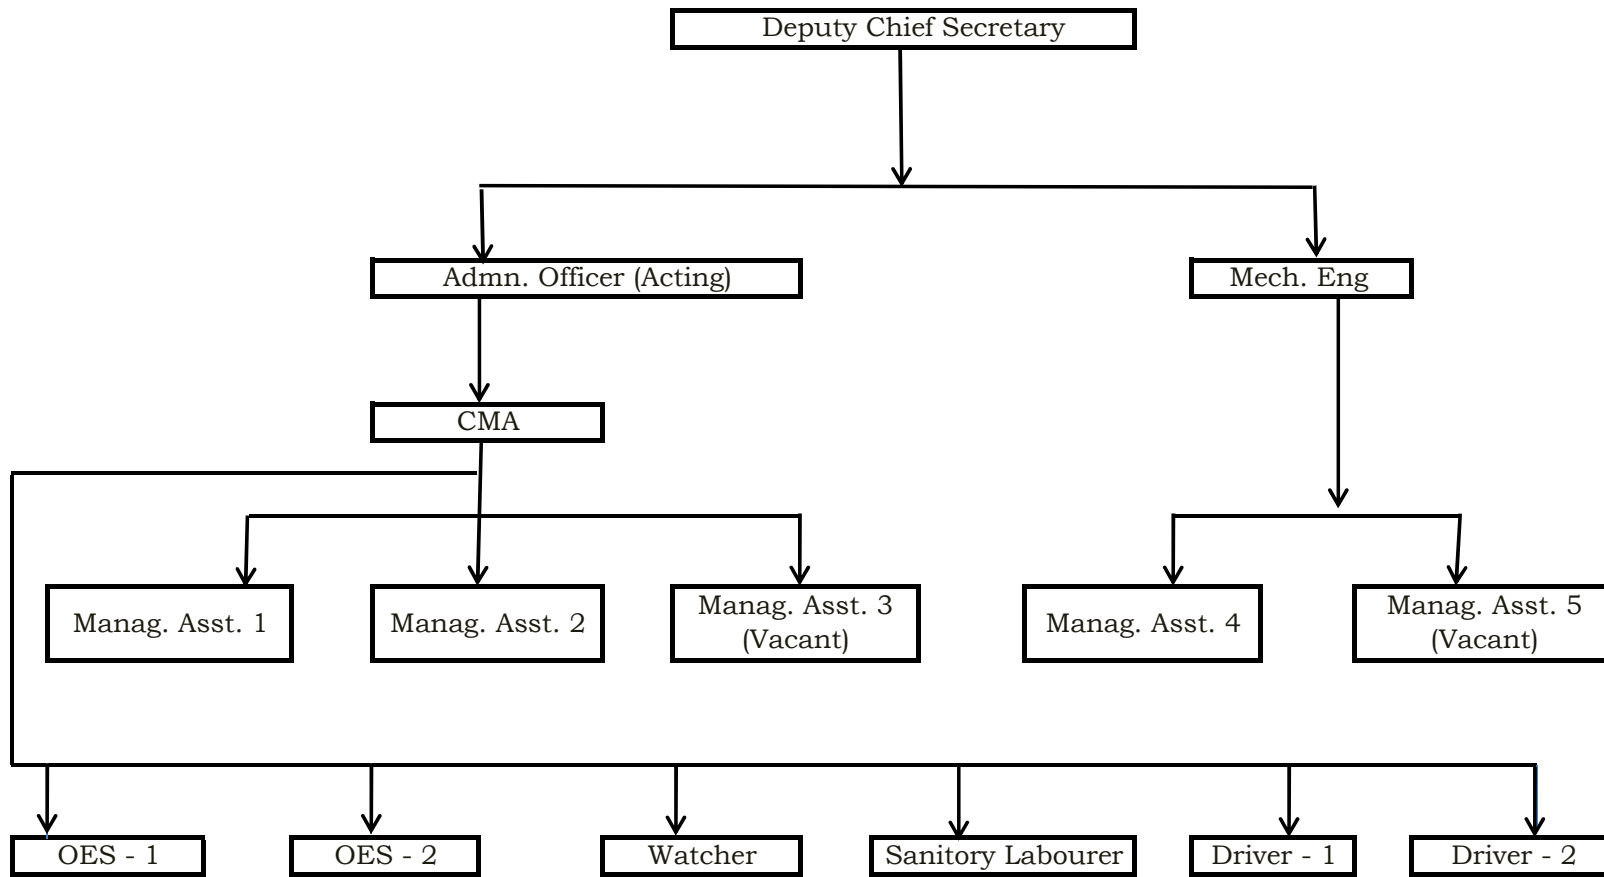 Deputy Chief Secretary
Admn. Officer (Acting)
Mech. Eng
CMA
Manag. Asst. 1
Manag. Asst. 2
Manag. Asst. 3
(Vacant)
Manag. Asst. 4
Manag. Asst. 5
(Vacant)
OES - 1
OES - 2
Watcher
Sanitory Labourer
Driver - 1
Driver - 2